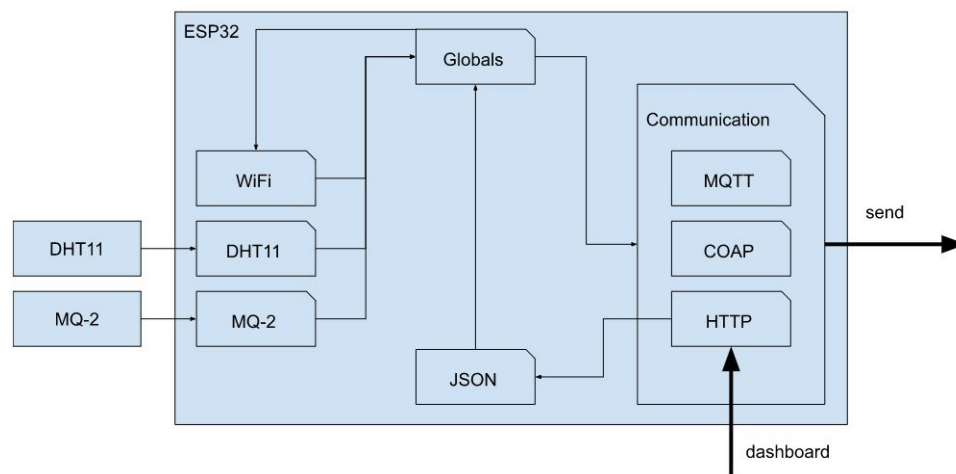 ESP32
Globals
Communication
WiFi
MQTT
send
DHT11
DHT11
COAP
MQ-2
MQ-2
HTTP
JSON
dashboard